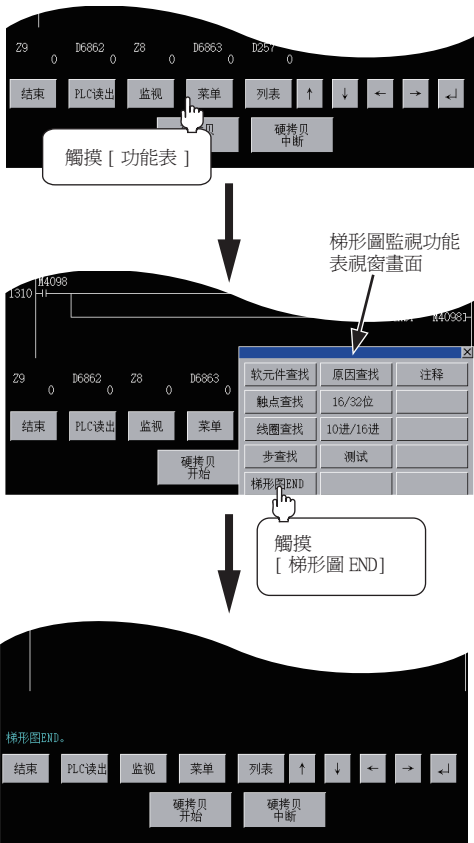 Z9 D6862 Z8 D6863 D257
0 0 0 0 0
结束 PLC读出 监视 菜单 列表 ↑ ↓ ← → ↵
硬拷贝
中断
觸摸 [ 功能表 ]
梯形圖監視功能
表視窗畫面
M4098
1310
M4098
软元件查找 原因查找 注释
Z9 D6862 Z8 D6863
0 0 0
触点查找 16/32位
结束 PLC读出 监视 菜单
线圈查找 10进/16进
步查找 测试
硬拷贝
开始
梯形图END
觸摸
[ 梯形圖 END]
梯形图END。
结束 PLC读出 监视 菜单 列表 ↑ ↓ ← → ↵
硬拷贝 硬拷贝
开始 中断